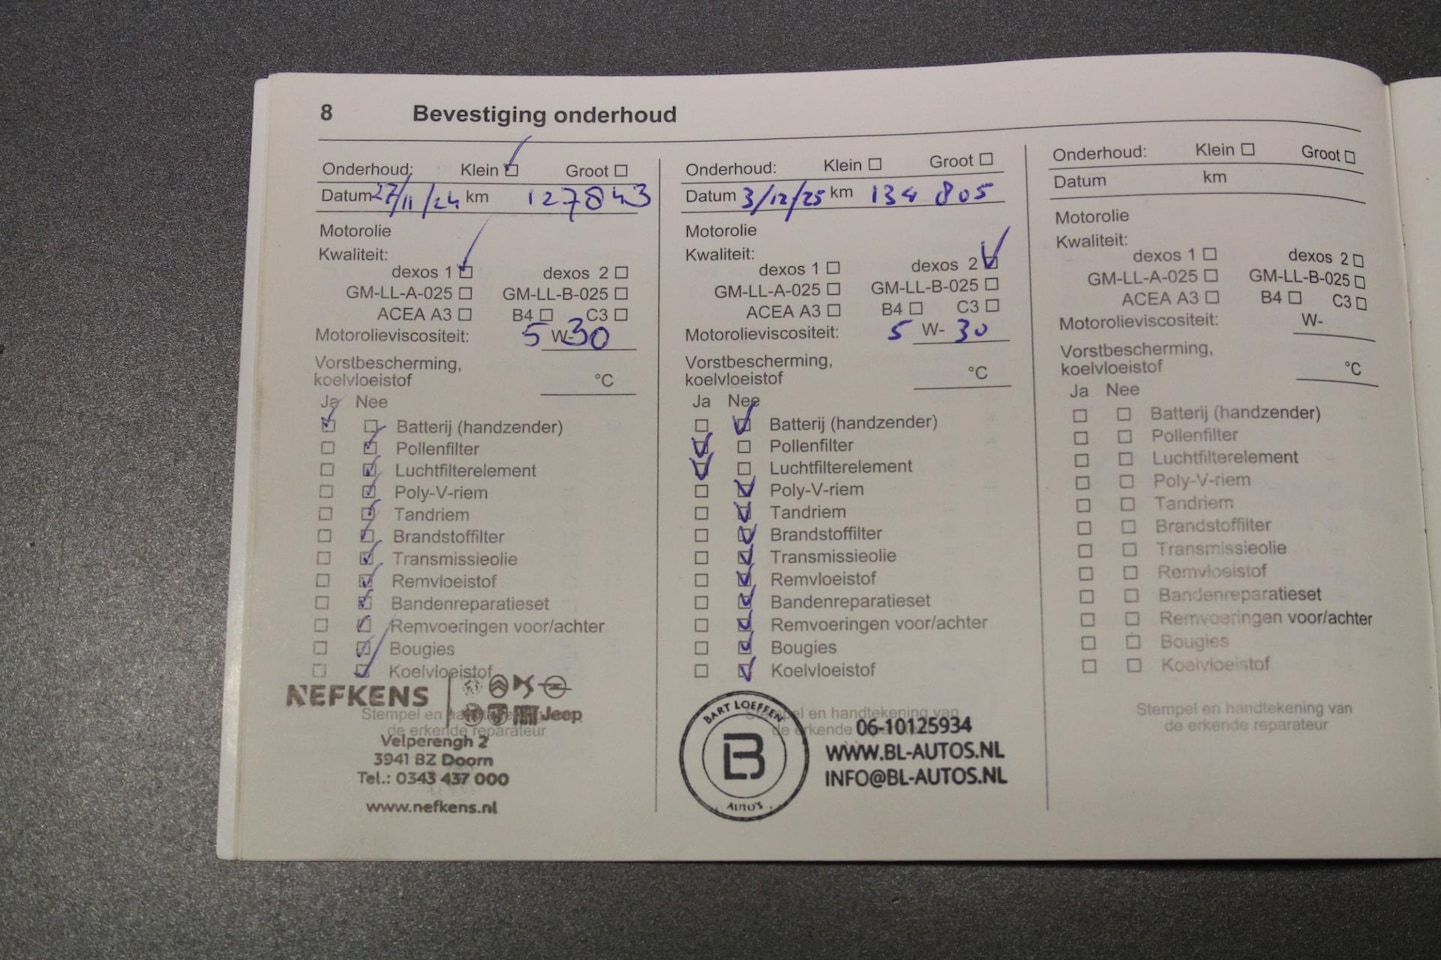 8 Bevestiging onderhoud
Onderhoud: Klein Groot
Datum 27/11/24 km 127843
Motorolie
Kwaliteit:
dexos 1 dexos 2
GM-LL-A-025 GM-LL-B-025
ACEA A3 B4 C3
Motorolieviscositeit: 5 W-30
Vorstbescherming,
koelvloeistof °C
Ja Nee
Batterij (handzender)
Pollenfilter
Luchtfilterelement
Poly-V-riem
Tandriem
Brandstoffilter
Transmissieolie
Remvloeistof
Bandenreparatieset
Remvoeringen voor/achter
Bougies
Koelvloeistof
Stempel en
de erkende reparateur
NEFKENS
Jeep
Velperengh 2
3941 BZ Doorn
Tel.: 0343 437 000
www.nefkens.nl
Onderhoud: Klein Groot
Datum 3/12/25 km 134 805
Motorolie
Kwaliteit:
dexos 1 dexos 2
GM-LL-A-025 GM-LL-B-025
ACEA A3 B4 C3
Motorolieviscositeit: 5 W-30
Vorstbescherming,
koelvloeistof °C
Ja Nee
Batterij (handzender)
Pollenfilter
Luchtfilterelement
Poly-V-riem
Tandriem
Brandstoffilter
Transmissieolie
Remvloeistof
Bandenreparatieset
Remvoeringen voor/achter
Bougies
Koelvloeistof
Stempel en handtekening van
de erkende
BART LOEFFEN
B
AUTO'S
06-10125934
WWW.BL-AUTOS.NL
INFO@BL-AUTOS.NL
Onderhoud: Klein Groot
Datum km
Motorolie
Kwaliteit:
dexos 1 dexos 2
GM-LL-A-025 GM-LL-B-025
ACEA A3 B4 C3
Motorolieviscositeit: W-
Vorstbescherming,
koelvloeistof °C
Ja Nee
Batterij (handzender)
Pollenfilter
Luchtfilterelement
Poly-V-riem
Tandriem
Brandstoffilter
Transmissieolie
Remvloeistof
Bandenreparatieset
Remvoeringen voor/achter
Bougies
Koelvloeistof
Stempel en handtekening van
de erkende reparateur